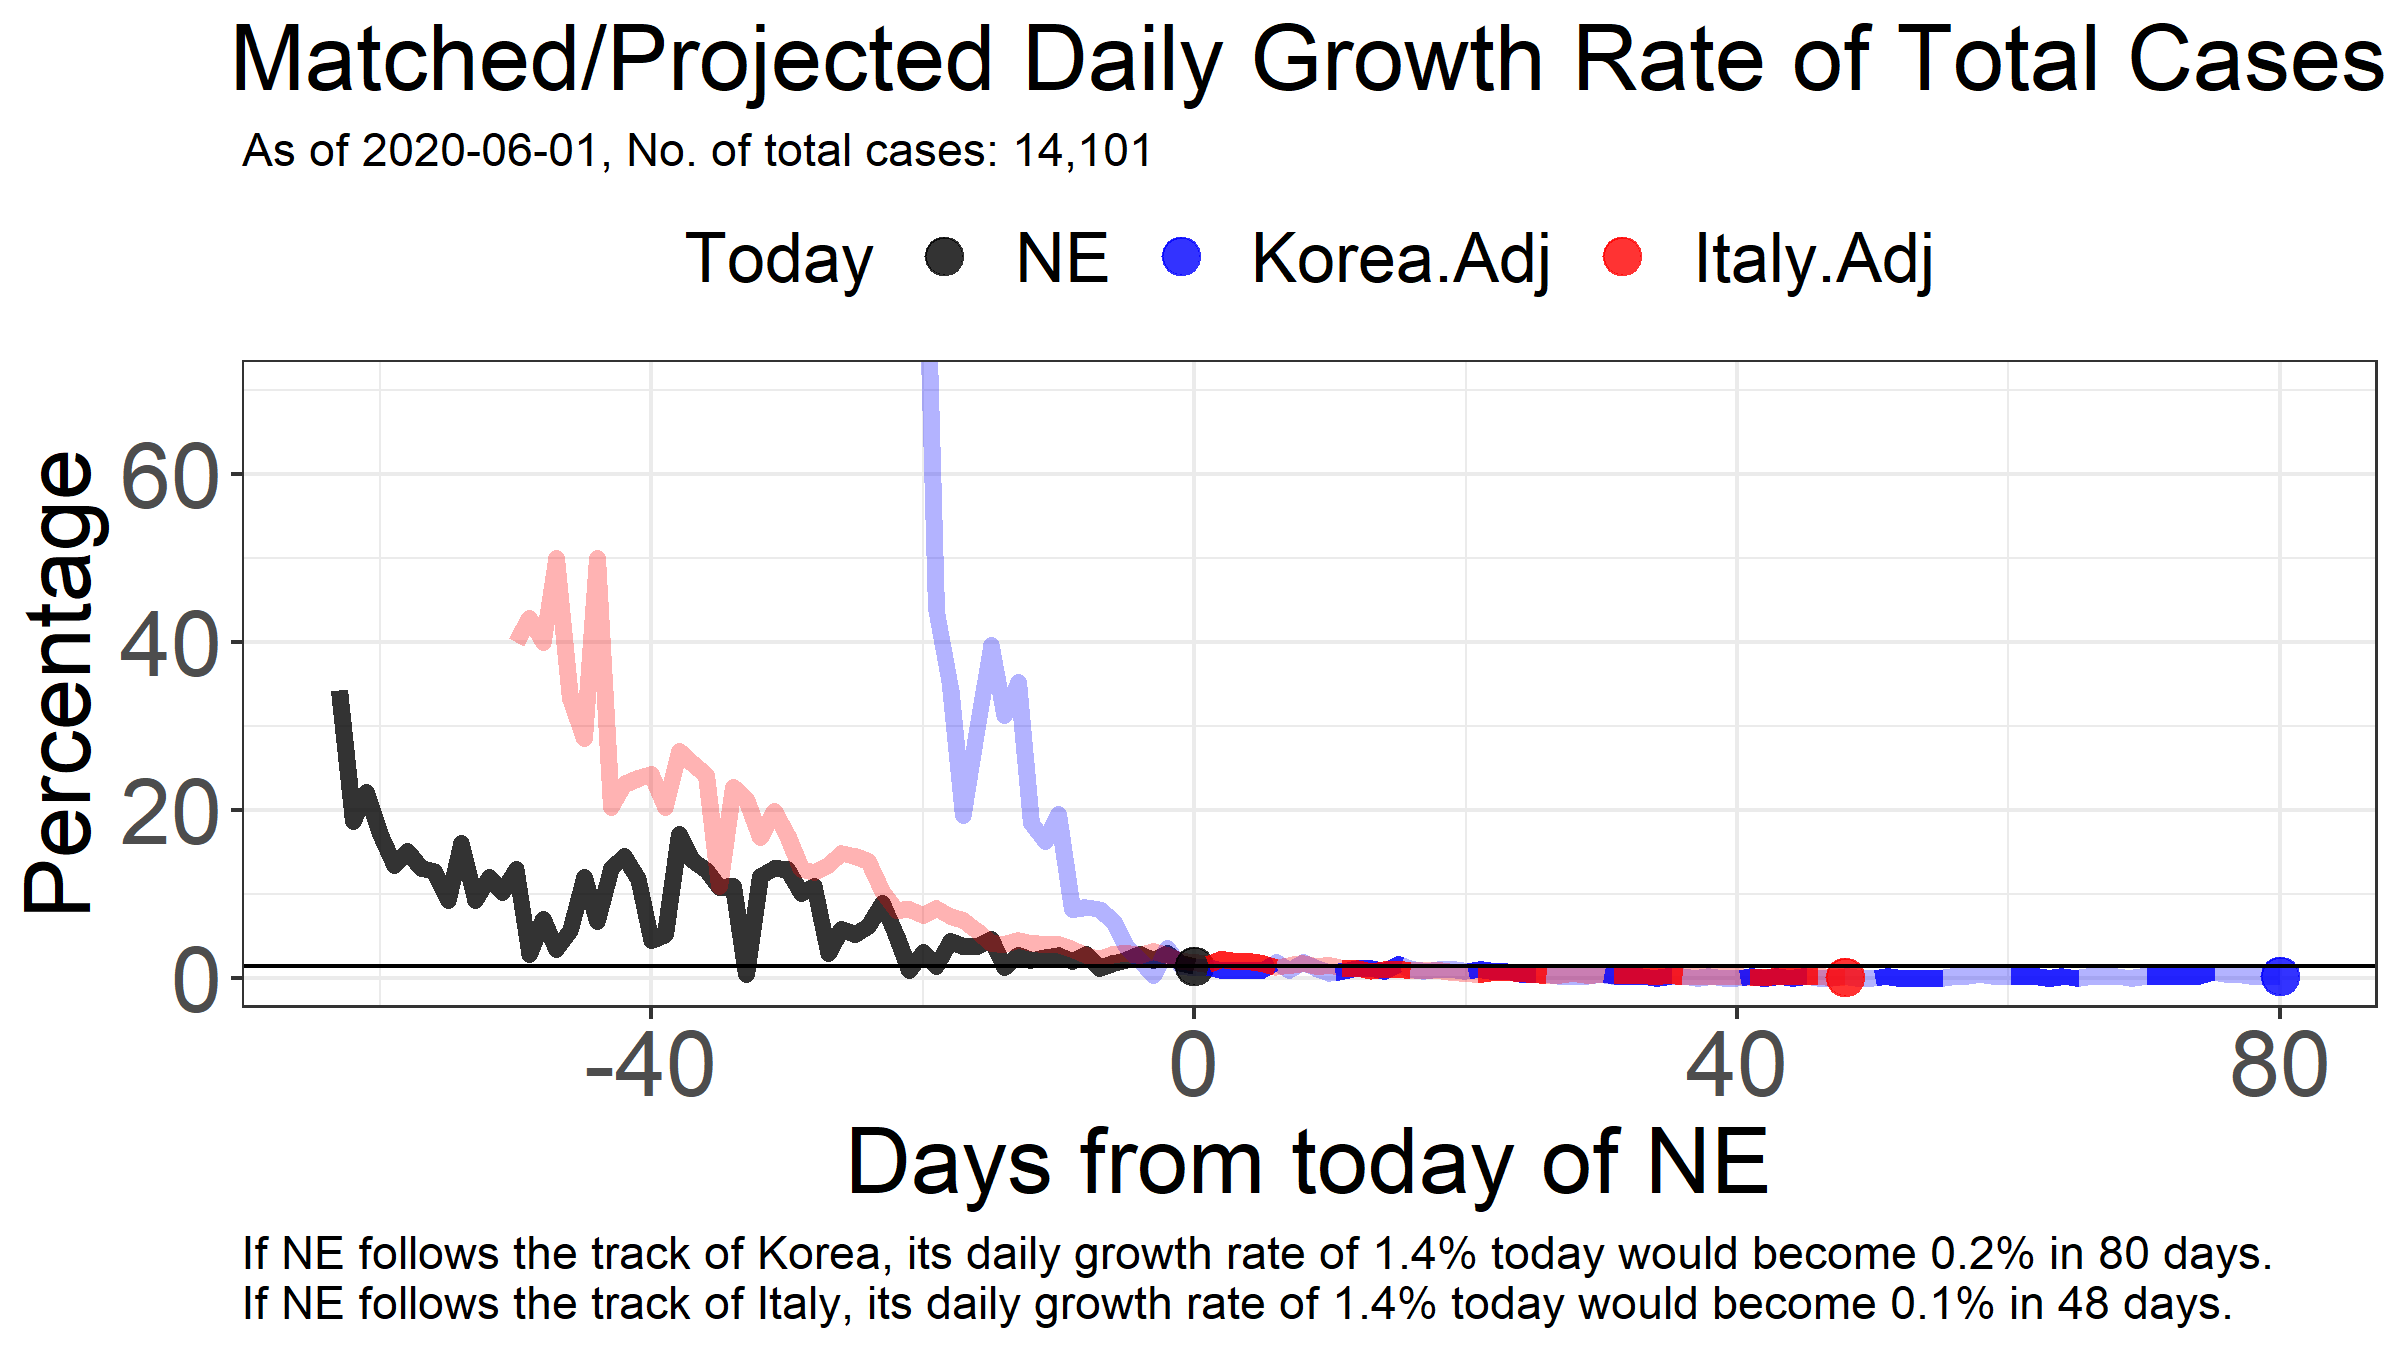 Matched/Projected Daily Growth Rate of Total Cases
As of 2020-06-01, No. of total cases: 14,101
Today NE Korea.Adj Italy.Adj
Percentage
60
40
20
0
-40 0 40 80
Days from today of NE
If NE follows the track of Korea, its daily growth rate of 1.4% today would become 0.2% in 80 days.
If NE follows the track of Italy, its daily growth rate of 1.4% today would become 0.1% in 48 days.